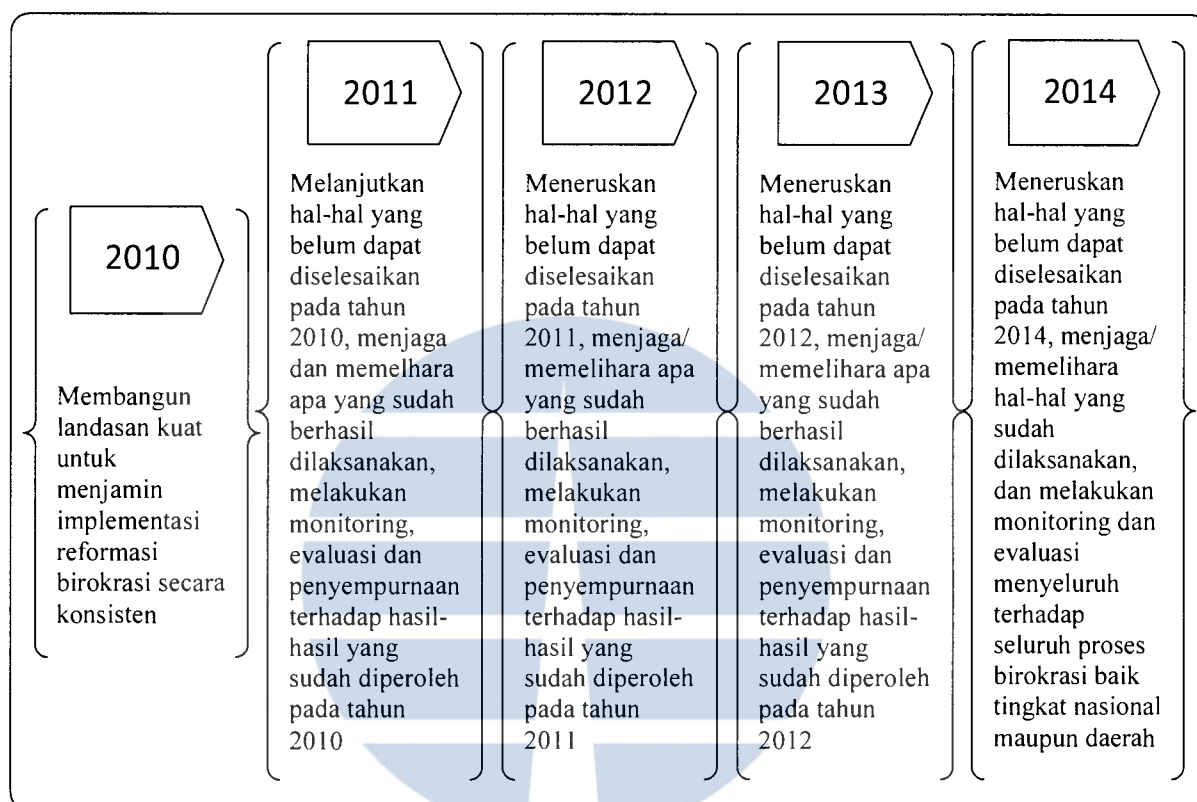 2010
Membangun
landasan kuat
untuk
menjamin
implementasi
reformasi
birokrasi secara
konsisten
2011
Melanjutkan
hal-hal yang
belum dapat
diselesaikan
pada tahun
2010, menjaga
dan memelhara
apa yang sudah
berhasil
dilaksanakan,
melakukan
monitoring,
evaluasi dan
penyempurnaan
terhadap hasil-
hasil yang
sudah diperoleh
pada tahun
2010
2012
Meneruskan
hal-hal yang
belum dapat
diselesaikan
pada tahun
2011, menjaga/
memelihara apa
yang sudah
berhasil
dilaksanakan,
melakukan
monitoring,
evaluasi dan
penyempurnaan
terhadap hasil-
hasil yang
sudah diperoleh
pada tahun
2011
2013
Meneruskan
hal-hal yang
belum dapat
diselesaikan
pada tahun
2012, menjaga/
memelihara apa
yang sudah
berhasil
dilaksanakan,
melakukan
monitoring,
evaluasi dan
penyempurnaan
terhadap hasil-
hasil yang
sudah diperoleh
pada tahun
2012
2014
Meneruskan
hal-hal yang
belum dapat
diselesaikan
pada tahun
2014, menjaga/
memelihara
hal-hal yang
sudah
dilaksanakan,
dan melakukan
monitoring dan
evaluasi
menyeluruh
terhadap
seluruh proses
birokrasi baik
tingkat nasional
maupun daerah